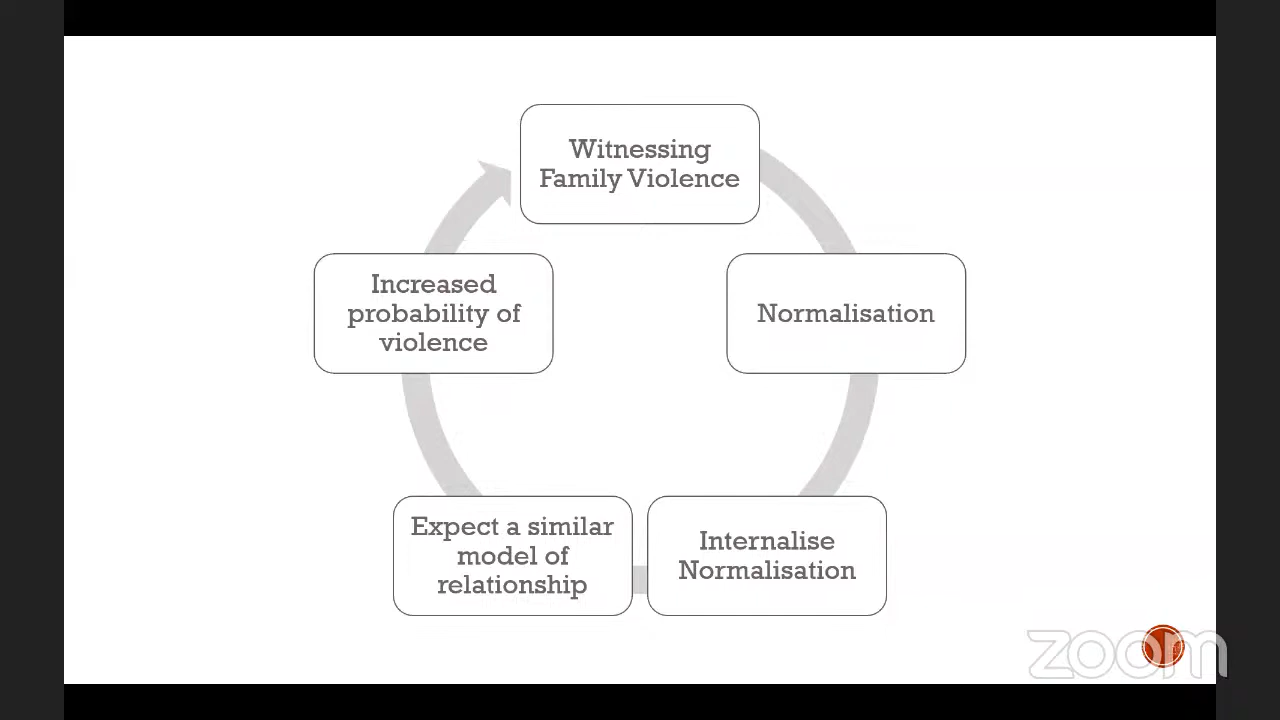 Witnessing
Family Violence
Normalisation
Internalise
Normalisation
Expect a similar
model of
relationship
Increased
probability of
violence
zoom